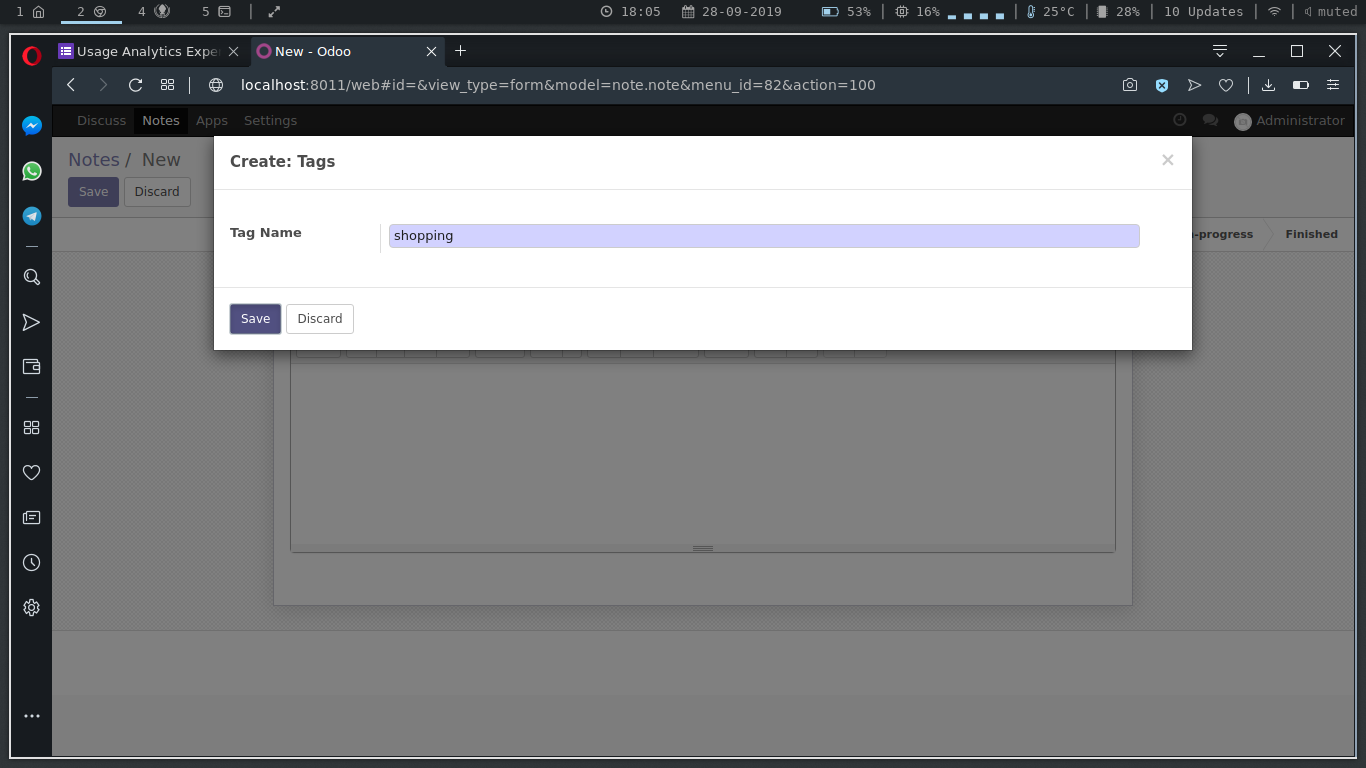 1 2 4 5 18:05 28-09-2019 53% 16% 25°C 28% 10 Updates muted
Usage Analytics Expe New - Odoo
localhost:8011/web#id=&view_type=form&model=note.note&menu_id=82&action=100
Discuss Notes Apps Settings Administrator
Notes / New
Save Discard
Create: Tags ×
Tag Name shopping
-progress Finished
Save Discard